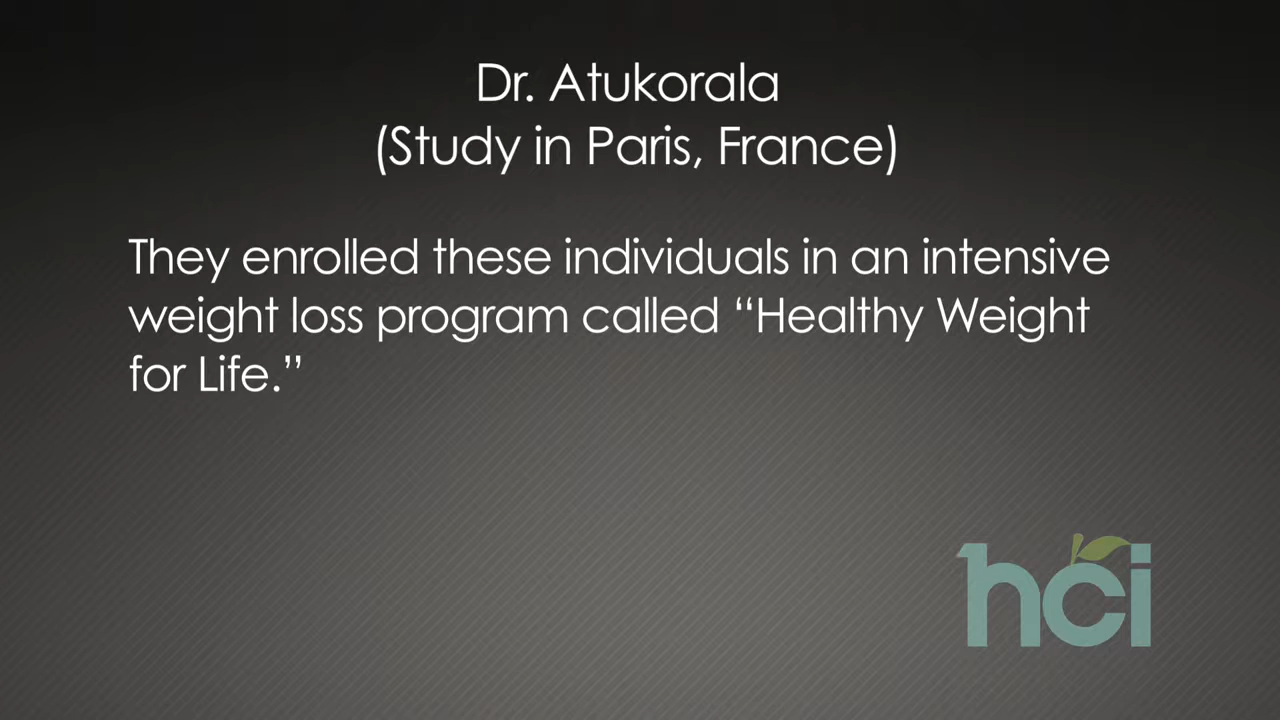 Dr. Atukorala
(Study in Paris, France)
They enrolled these individuals in an intensive
weight loss program called “Healthy Weight
for Life.”
hci